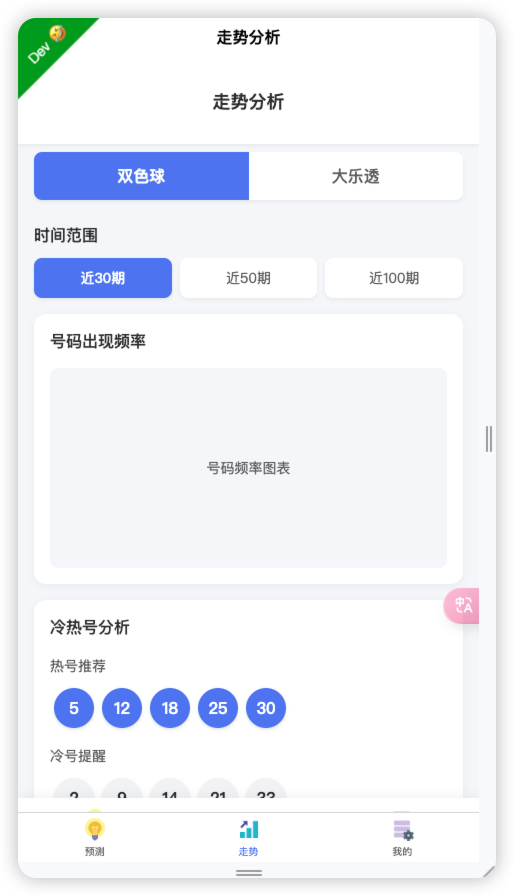 Dev
走势分析
走势分析
双色球 大乐透
时间范围
近30期 近50期 近100期
号码出现频率
号码频率图表
中A
冷热号分析
热号推荐
5 12 18 25 30
冷号提醒
2 9 14 21 33
预测 走势 我的